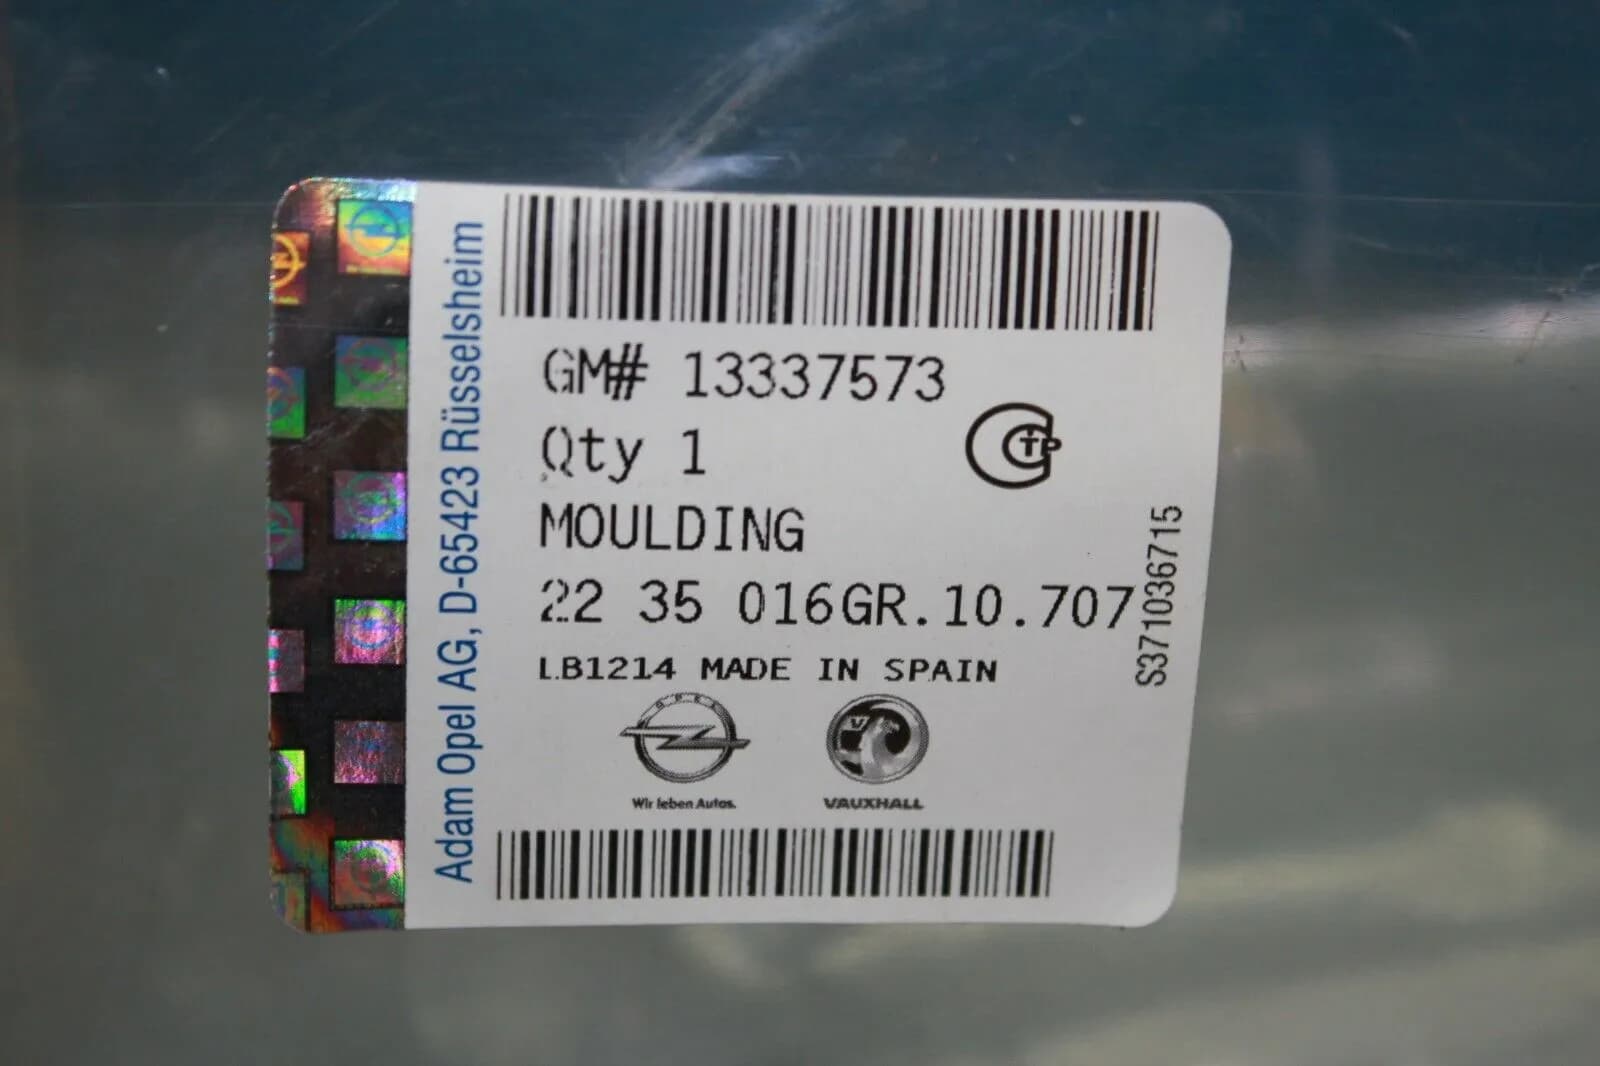 Adam Opel AG, D-65423 Rüsselsheim
GM# 13337573
Qty 1
MOULDING
22 35 016GR.10.707
LB1214 MADE IN SPAIN
S371036715
OPEL
Wir leben Autos.
VAUXHALL